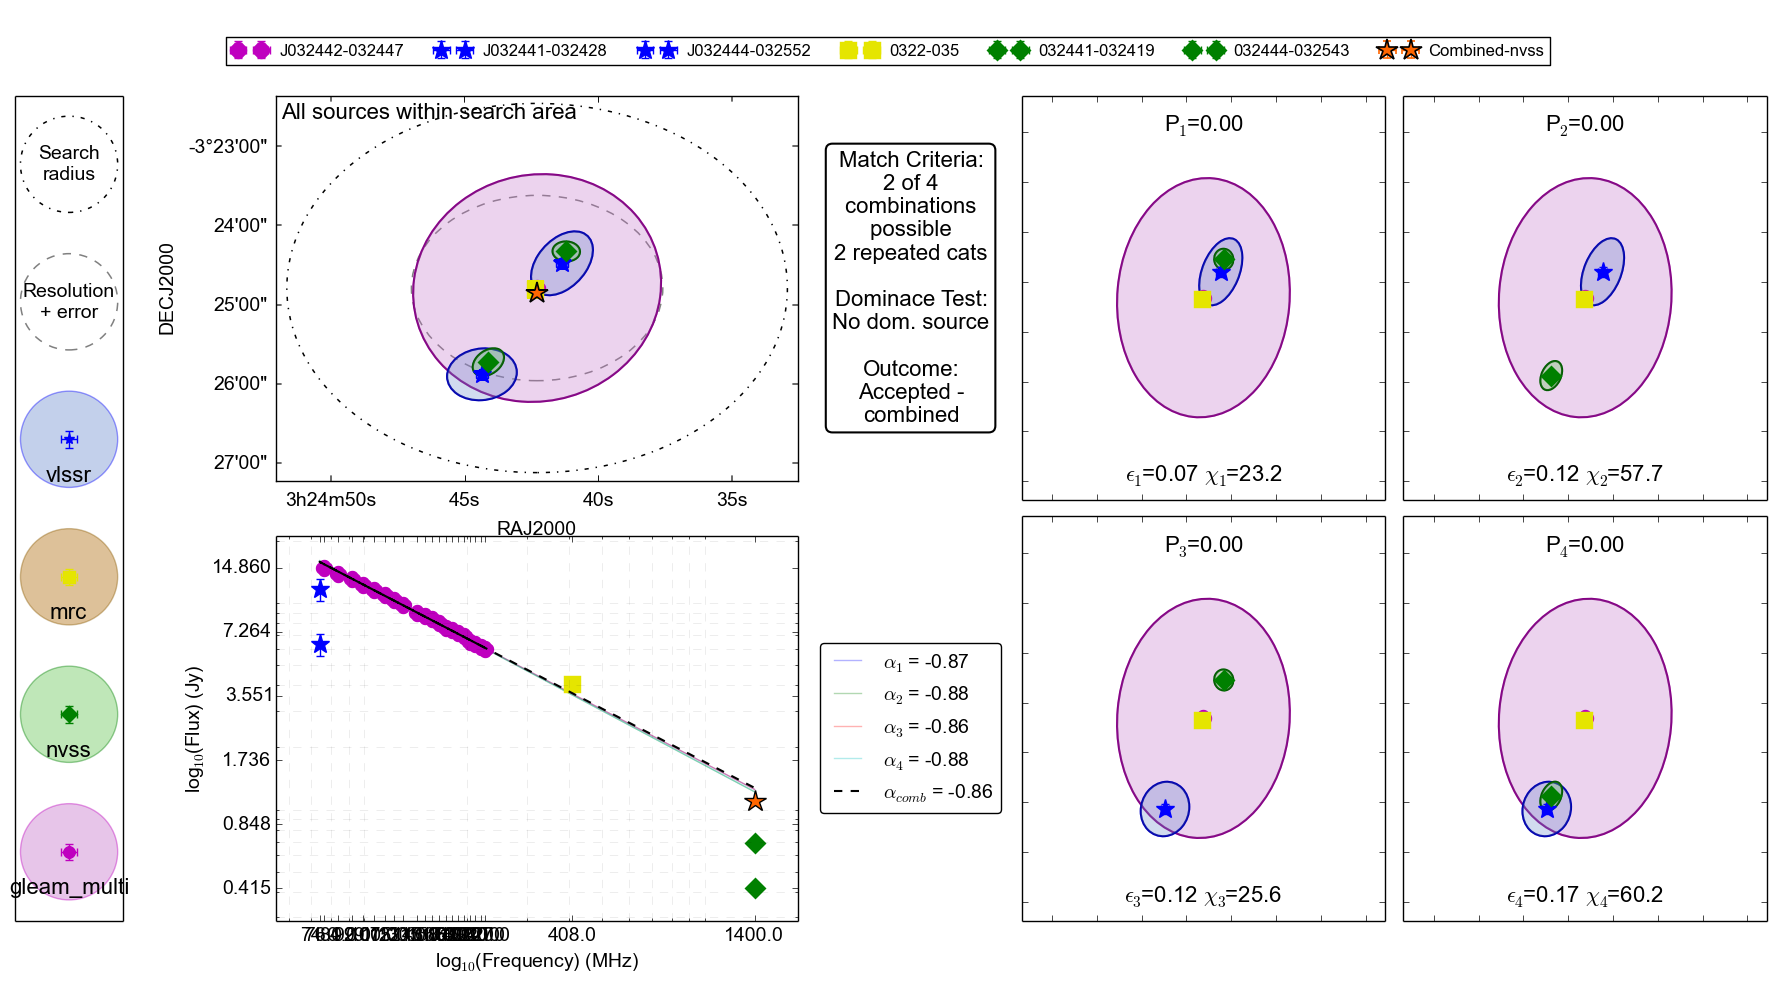 J032442-032447 J032441-032428 J032444-032552 0322-035 032441-032419 032444-032543 Combined-nvss
Search
radius
Resolution
+ error
vlssr
mrc
nvss
gleam_multi
All sources within search area
DECJ2000
-3°23'00"
24'00"
25'00"
26'00"
27'00"
3h24m50s 45s 40s 35s
RAJ2000
Match Criteria:
2 of 4
combinations
possible
2 repeated cats
Dominace Test:
No dom. source
Outcome:
Accepted -
combined
P1=0.00
ϵ1=0.07 χ1=23.2
P2=0.00
ϵ2=0.12 χ2=57.7
log10(Flux) (Jy)
14.860
7.264
3.551
1.736
0.848
0.415
408.0 1400.0
log10(Frequency) (MHz)
α1 = -0.87
α2 = -0.88
α3 = -0.86
α4 = -0.88
αcomb = -0.86
P3=0.00
ϵ3=0.12 χ3=25.6
P4=0.00
ϵ4=0.17 χ4=60.2